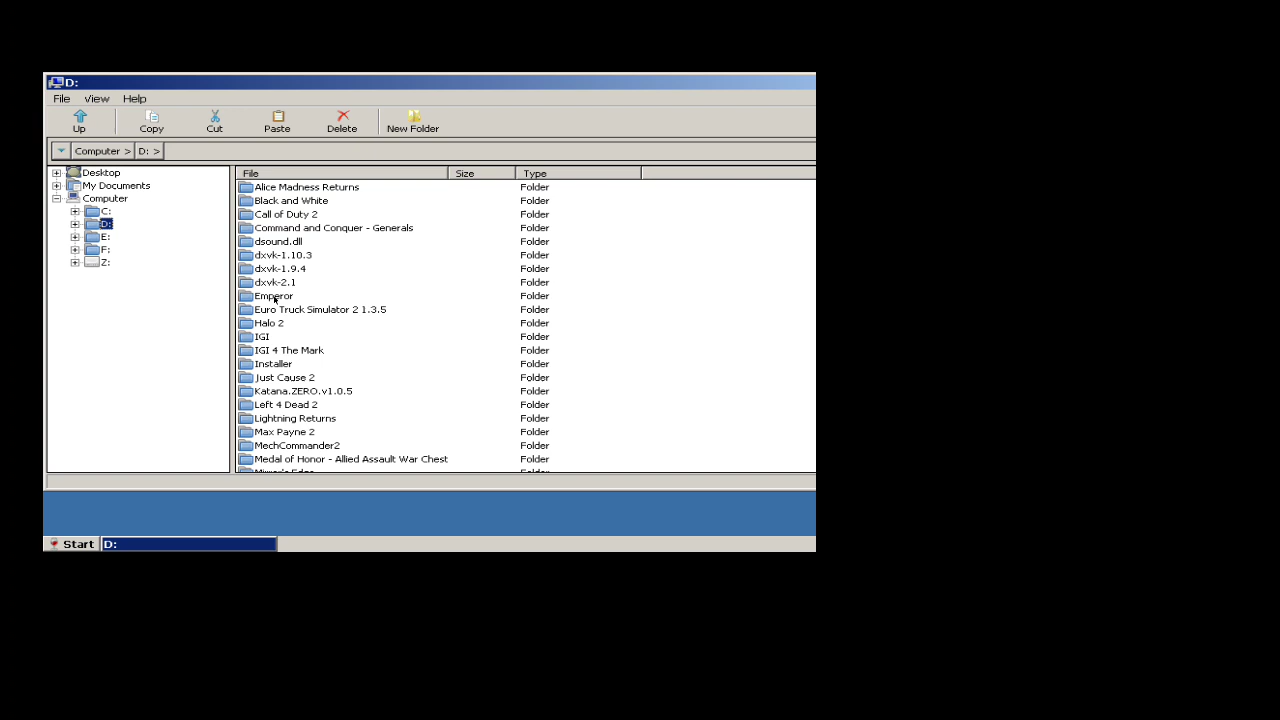 D:
File View Help
Up Copy Cut Paste Delete New Folder
Computer > D: >
Desktop
My Documents
Computer
C:
D:
E:
F:
Z:
File Size Type
Alice Madness Returns Folder
Black and White Folder
Call of Duty 2 Folder
Command and Conquer - Generals Folder
dsound.dll Folder
dxvk-1.10.3 Folder
dxvk-1.9.4 Folder
dxvk-2.1 Folder
Emperor Folder
Euro Truck Simulator 2 1.3.5 Folder
Halo 2 Folder
IGI Folder
IGI 4 The Mark Folder
Installer Folder
Just Cause 2 Folder
Katana.ZERO.v1.0.5 Folder
Left 4 Dead 2 Folder
Lightning Returns Folder
Max Payne 2 Folder
MechCommander2 Folder
Medal of Honor - Allied Assault War Chest Folder
Mirror's Edge Folder
Start D: